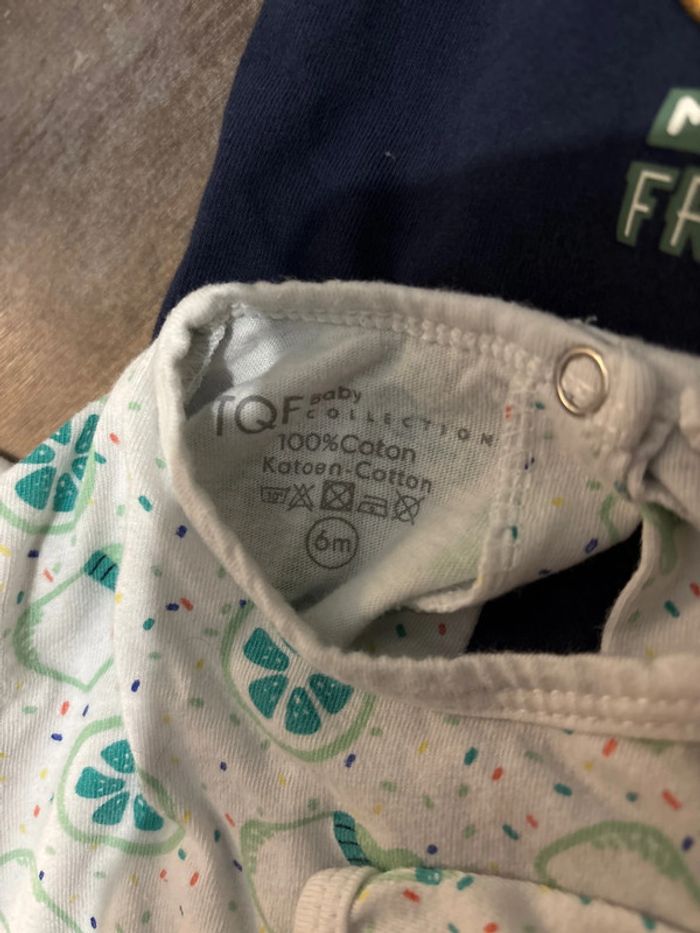 TQF Baby
COLLECTION
100%Coton
Katoen-Cotton
6m